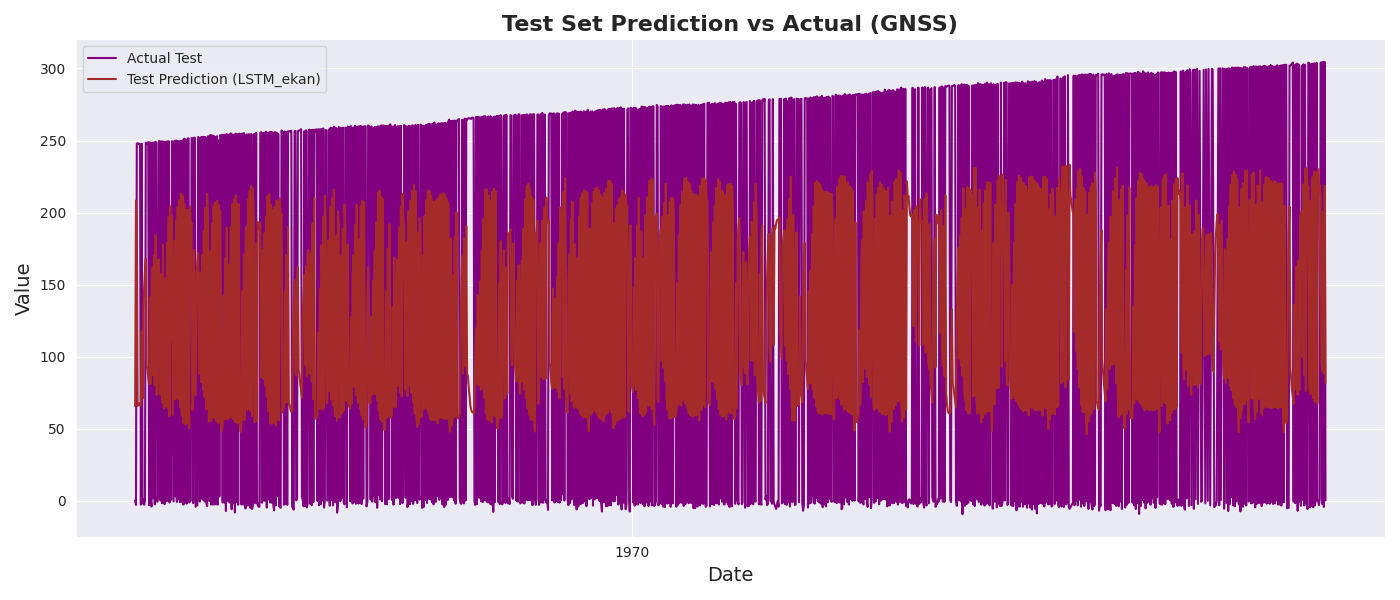 Test Set Prediction vs Actual (GNSS)
Actual Test
Test Prediction (LSTM_ekan)
300
250
200
150
100
50
0
Value
1970
Date